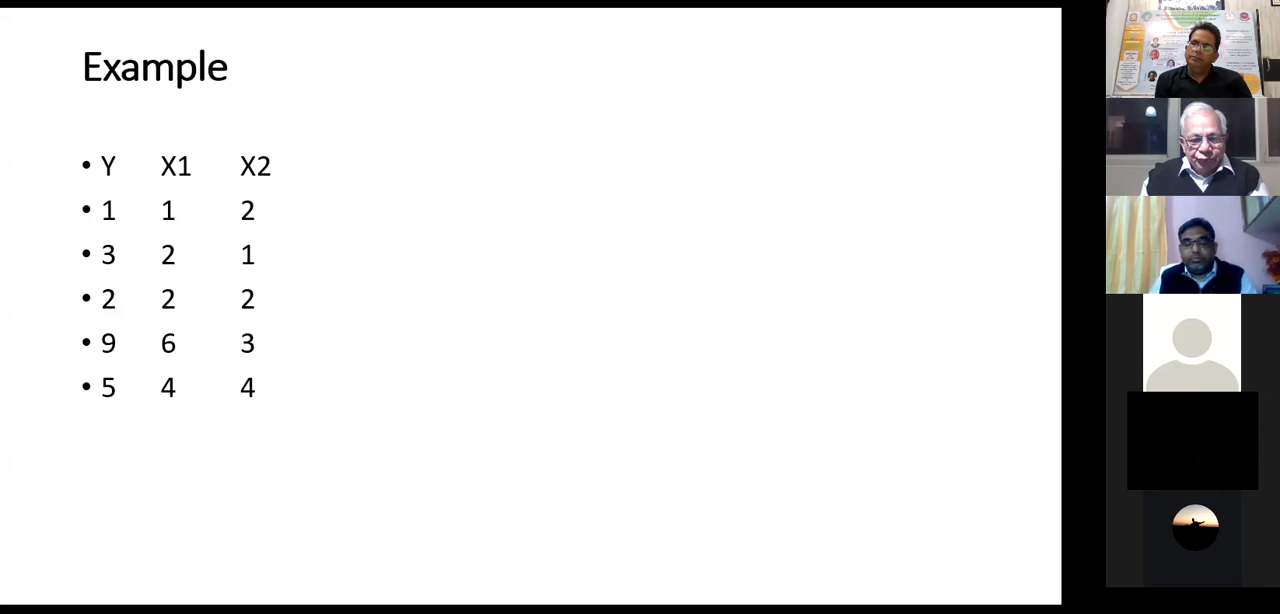 Example
• Y X1 X2
• 1 1 2
• 3 2 1
• 2 2 2
• 9 6 3
• 5 4 4